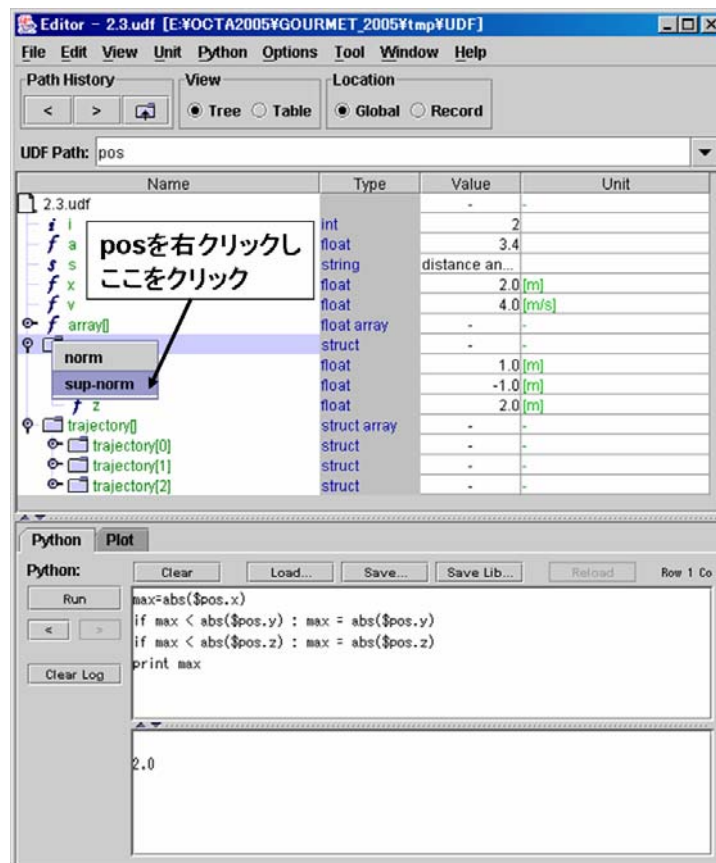 Editor - 2.3.udf [E:¥OCTA2005¥GOURMET_2005¥tmp¥UDF]
File Edit View Unit Python Options Tool Window Help
Path History View Location
< > Tree Table Global Record
UDF Path: pos
Name Type Value Unit
2.3.udf - -
i i int 2
f a float 3.4
s s string distance an...
f x float 2.0 [m]
f v float 4.0 [m/s]
f array[] float array - -
struct - -
float 1.0 [m]
float -1.0 [m]
f z float 2.0 [m]
trajectory[] struct array - -
trajectory[0] struct - -
trajectory[1] struct - -
trajectory[2] struct - -
posを右クリックし
ここをクリック
norm
sup-norm
Python Plot
Python: Clear Load... Save... Save Lib... Reload Row 1 Co
Run
< >
Clear Log
max=abs($pos.x)
if max < abs($pos.y) : max = abs($pos.y)
if max < abs($pos.z) : max = abs($pos.z)
print max
2.0